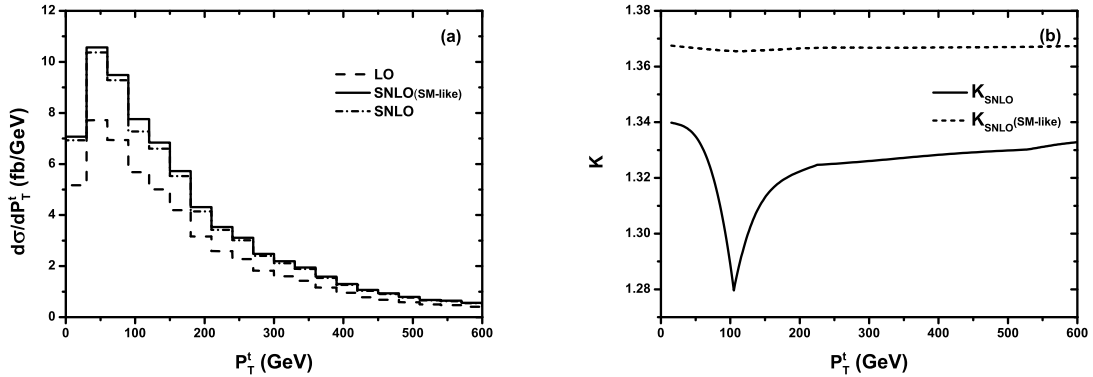 (a)
LO
SNLO(SM-like)
SNLO
dσ/dP_T^t (fb/GeV)
12
10
8
6
4
2
0
0 100 200 300 400 500 600
P_T^t (GeV)
(b)
K_SNLO
K_SNLO(SM-like)
K
1.38
1.36
1.34
1.32
1.30
1.28
0 100 200 300 400 500 600
P_T^t (GeV)